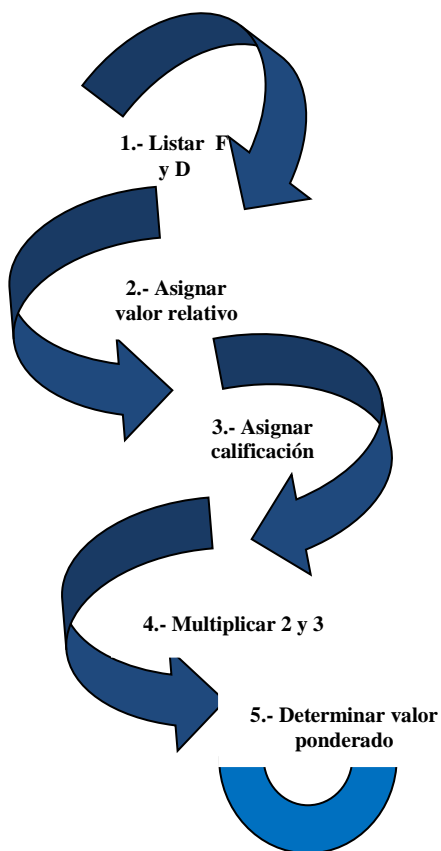 1.- Listar F
y D
2.- Asignar
valor relativo
3.- Asignar
calificación
4.- Multiplicar 2 y 3
5.- Determinar valor
ponderado